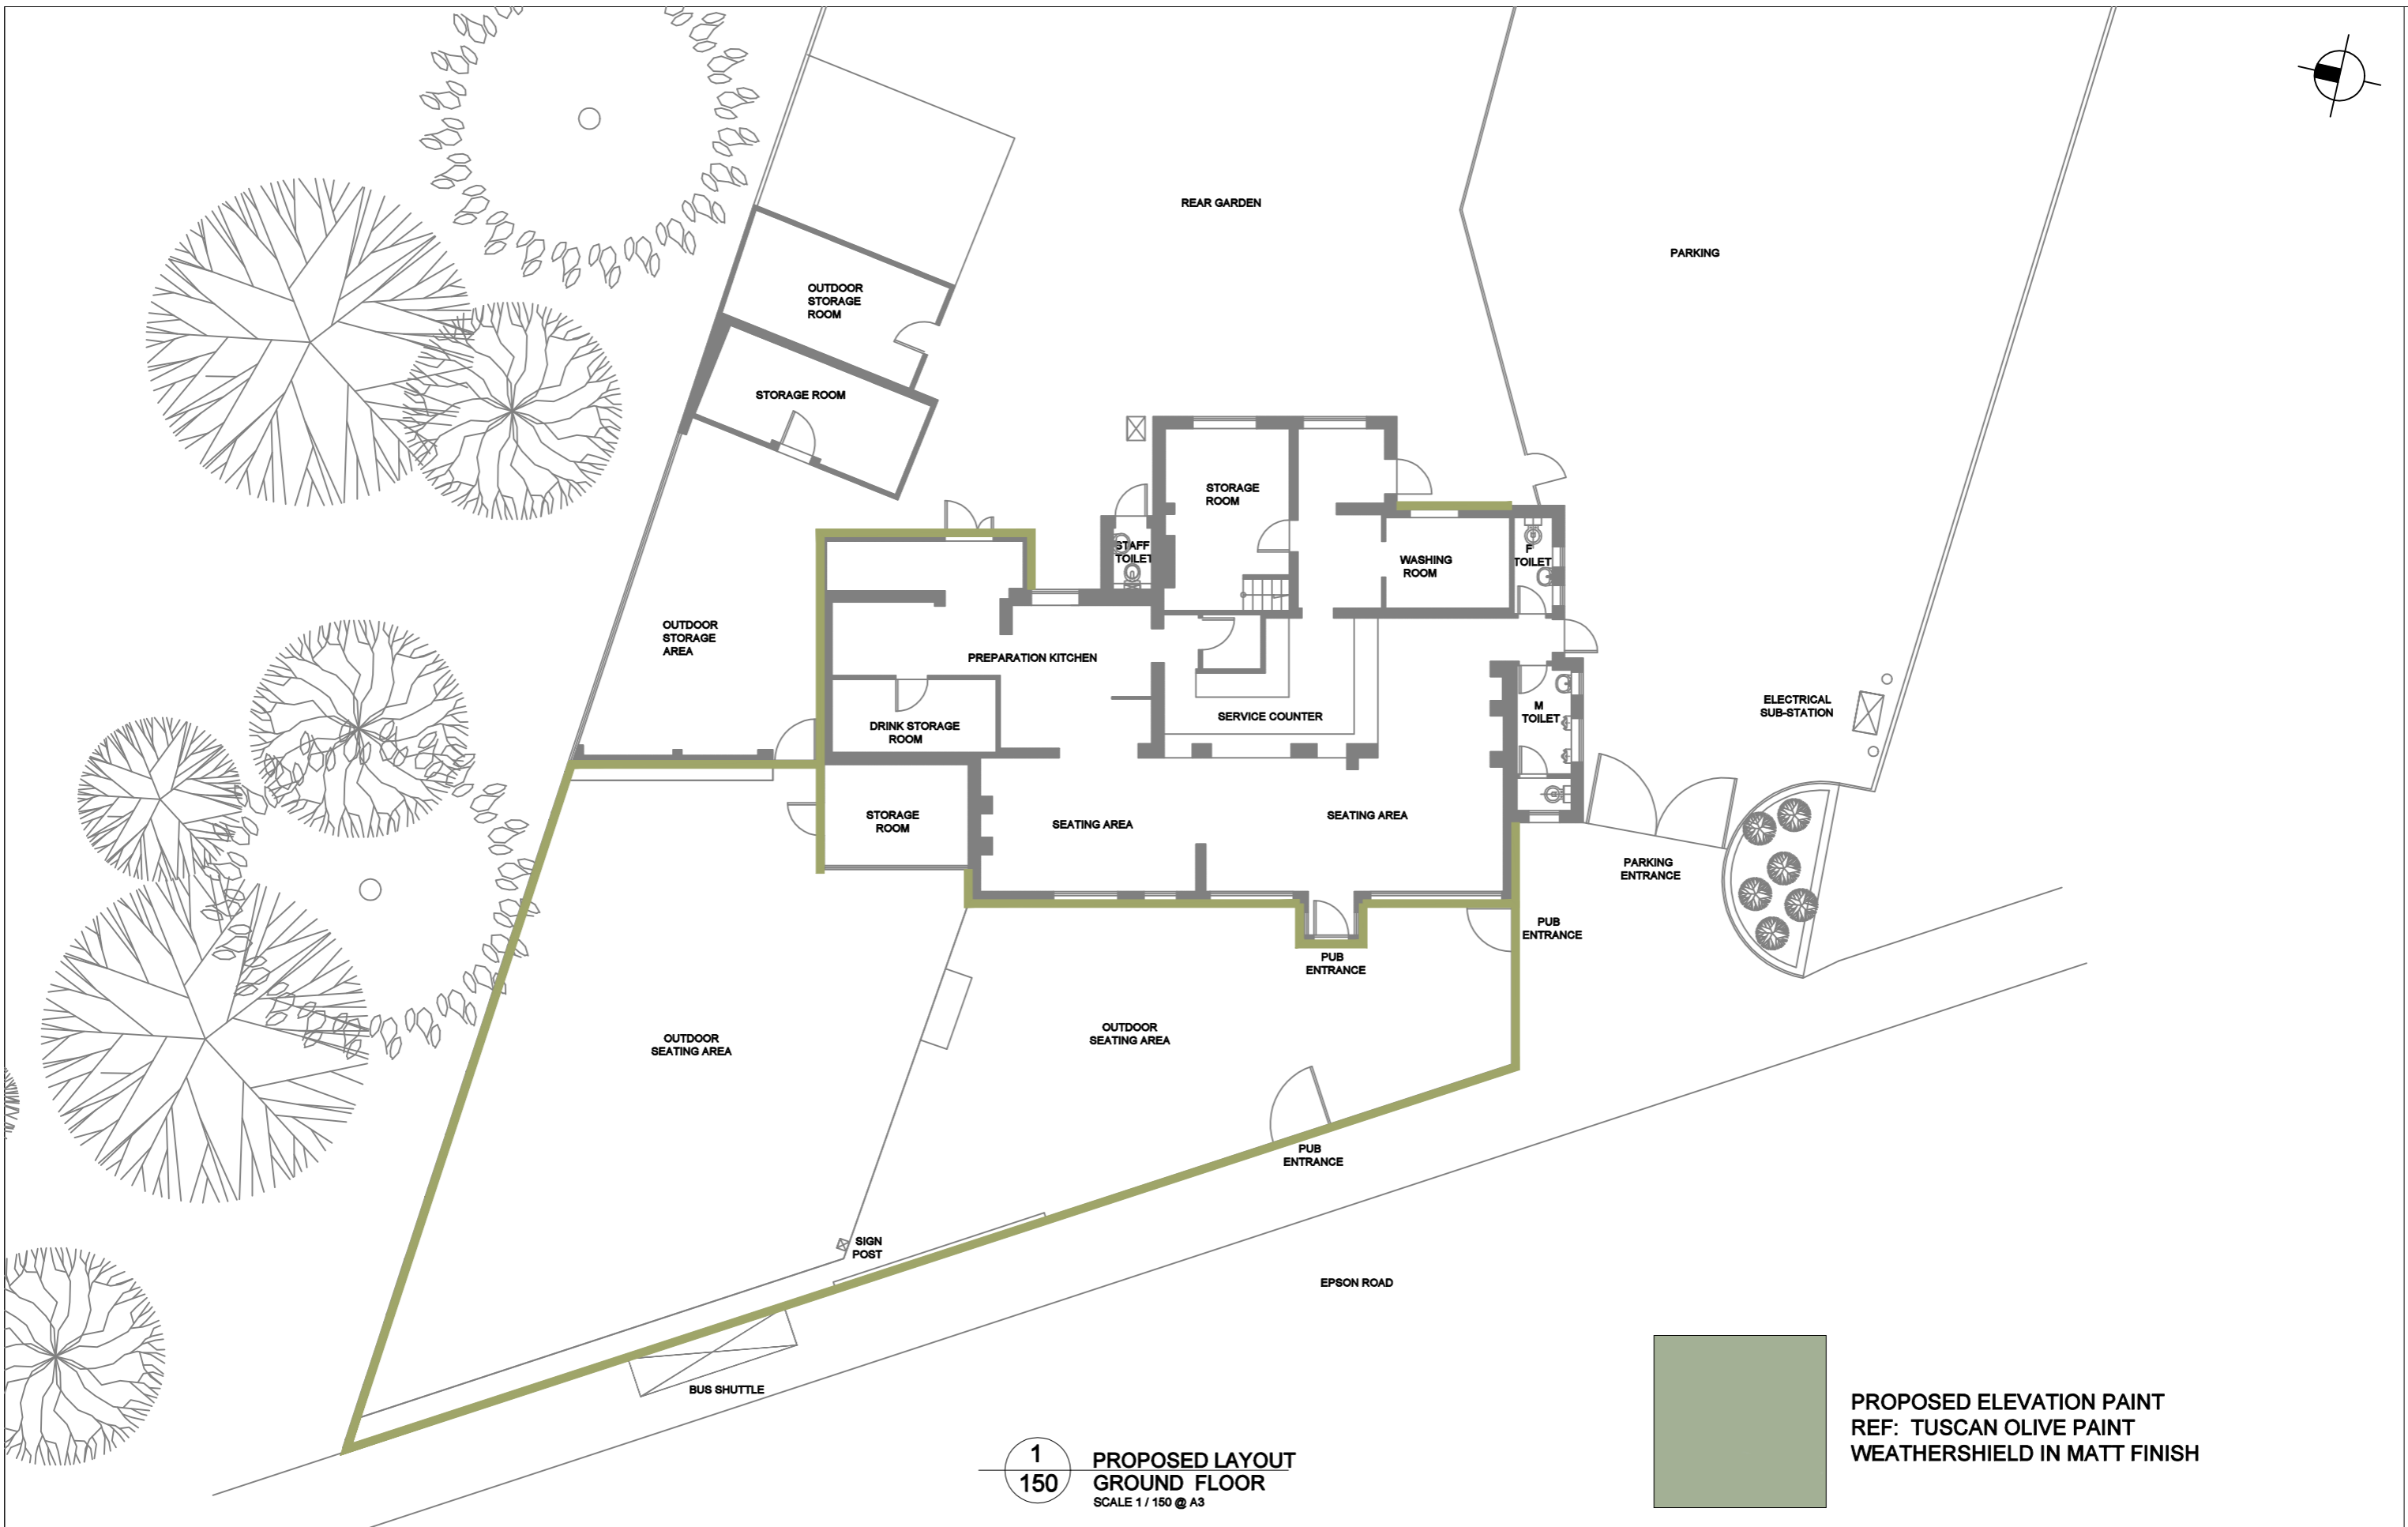 REAR GARDEN
PARKING
OUTDOOR
STORAGE
ROOM
STORAGE ROOM
STORAGE
ROOM
STAFF
TOILET
WASHING
ROOM
F
TOILET
OUTDOOR
STORAGE
AREA
PREPARATION KITCHEN
DRINK STORAGE
ROOM
SERVICE COUNTER
M
TOILET
ELECTRICAL
SUB-STATION
STORAGE
ROOM
SEATING AREA
SEATING AREA
PARKING
ENTRANCE
PUB
ENTRANCE
PUB
ENTRANCE
OUTDOOR
SEATING AREA
OUTDOOR
SEATING AREA
PUB
ENTRANCE
SIGN
POST
EPSON ROAD
BUS SHUTTLE
1
150
PROPOSED LAYOUT
GROUND FLOOR
SCALE 1 / 150 @ A3
PROPOSED ELEVATION PAINT
REF: TUSCAN OLIVE PAINT
WEATHERSHIELD IN MATT FINISH